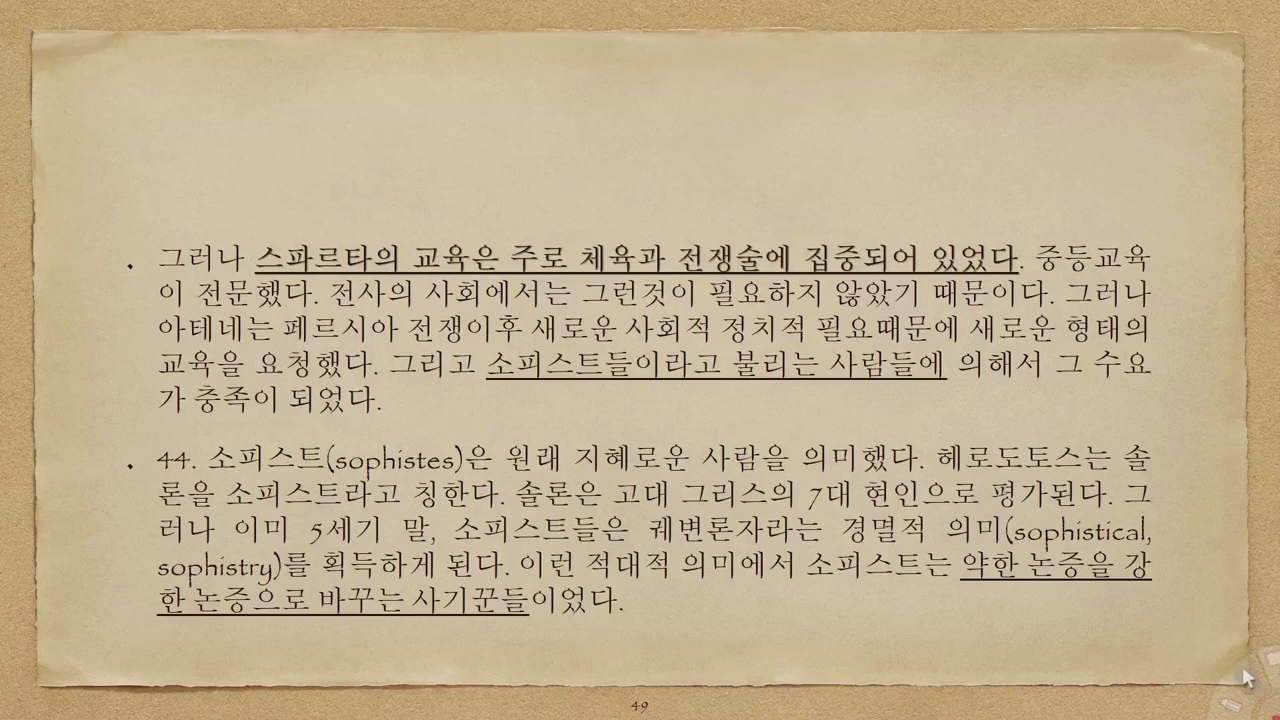 그러나 스파르타의 교육은 주로 체육과 전쟁술에 집중되어 있었다. 중등교육
이 전문했다. 전사의 사회에서는 그런것이 필요하지 않았기 때문이다. 그러나
아테네는 페르시아 전쟁이후 새로운 사회적 정치적 필요때문에 새로운 형태의
교육을 요청했다. 그리고 소피스트들이라고 불리는 사람들에 의해서 그 수요
가 충족이 되었다.
44. 소피스트(sophistes)은 원래 지혜로운 사람을 의미했다. 헤로도토스는 솔
론을 소피스트라고 칭한다. 솔론은 고대 그리스의 7대 현인으로 평가된다. 그
러나 이미 5세기 말, 소피스트들은 궤변론자라는 경멸적 의미(sophistical,
sophistry)를 획득하게 된다. 이런 적대적 의미에서 소피스트는 약한 논증을 강
한 논증으로 바꾸는 사기꾼들이었다.
49